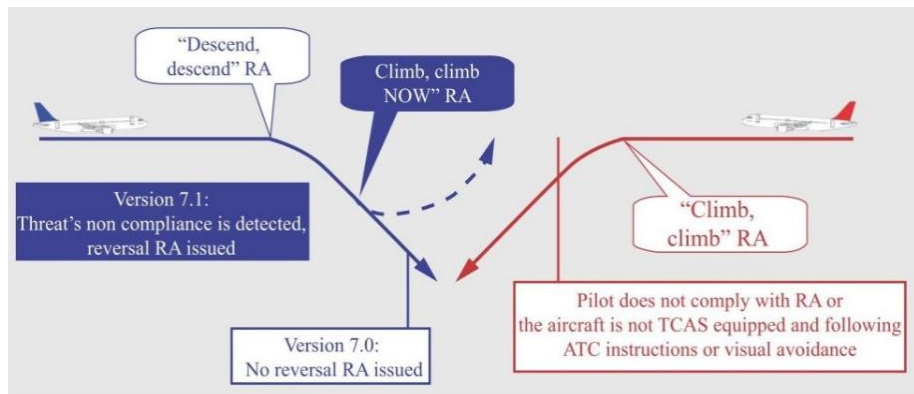 “Descend,
descend” RA
Climb, climb
NOW” RA
Version 7.1:
Threat’s non compliance is detected,
reversal RA issued
“Climb,
climb” RA
Version 7.0:
No reversal RA issued
Pilot does not comply with RA or
the aircraft is not TCAS equipped and following
ATC instructions or visual avoidance